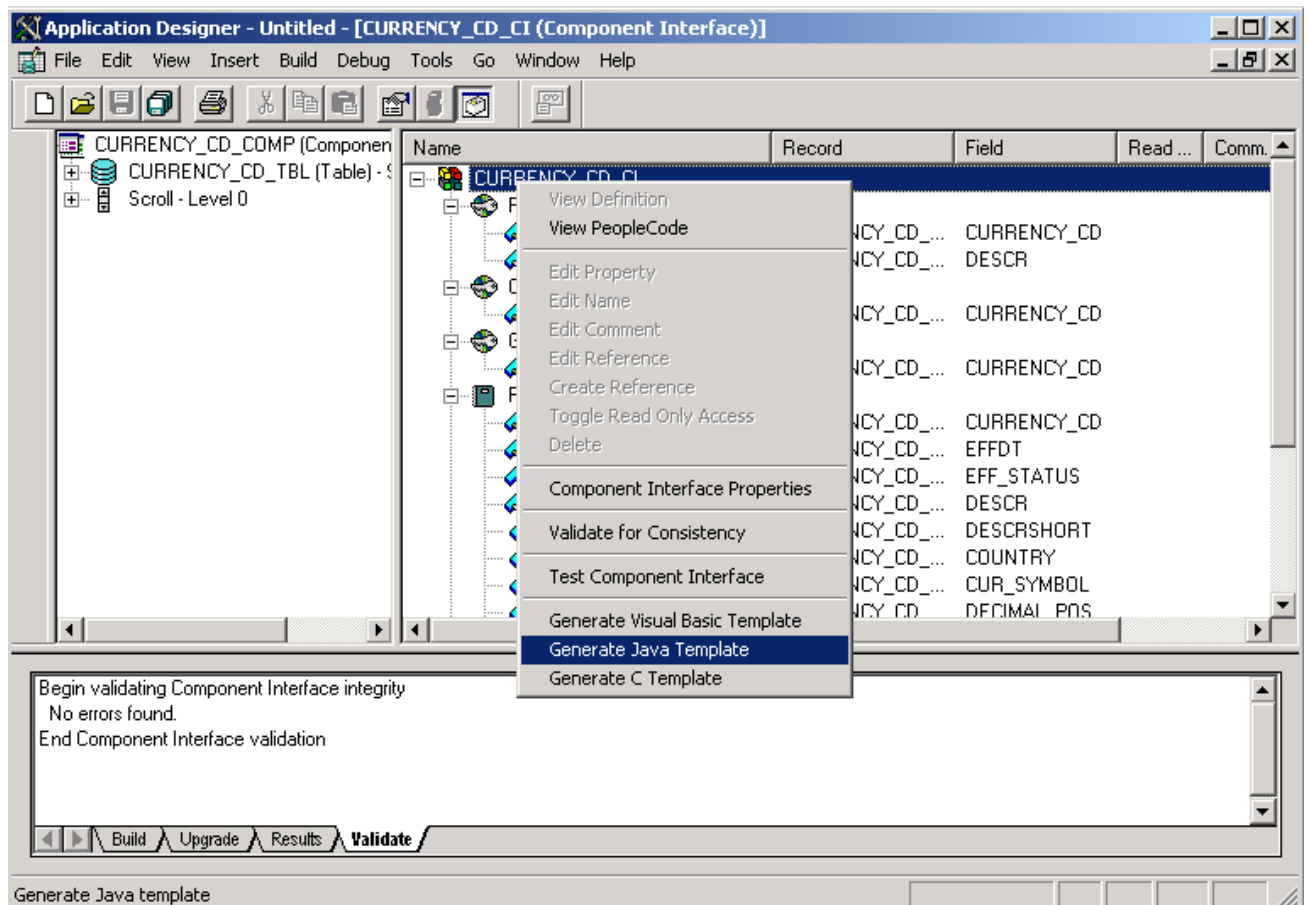 Application Designer - Untitled - [CURRENCY_CD_CI (Component Interface)]
File Edit View Insert Build Debug Tools Go Window Help
CURRENCY_CD_COMP (Componen
CURRENCY_CD_TBL (Table) - S
Scroll - Level 0
Name Record Field Read ... Comm.
CURRENCY_CD_CI
View Definition
View PeopleCode
Edit Property
Edit Name
Edit Comment
Edit Reference
Create Reference
Toggle Read Only Access
Delete
Component Interface Properties
Validate for Consistency
Test Component Interface
Generate Visual Basic Template
Generate Java Template
Generate C Template
NCY_CD_... CURRENCY_CD
NCY_CD_... DESCR
NCY_CD_... CURRENCY_CD
NCY_CD_... CURRENCY_CD
NCY_CD_... CURRENCY_CD
NCY_CD_... EFFDT
NCY_CD_... EFF_STATUS
NCY_CD_... DESCR
NCY_CD_... DESCRSHORT
NCY_CD_... COUNTRY
NCY_CD_... CUR_SYMBOL
NCY_CD DECIMAL_POS
Begin validating Component Interface integrity
No errors found.
End Component Interface validation
Build Upgrade Results Validate
Generate Java template